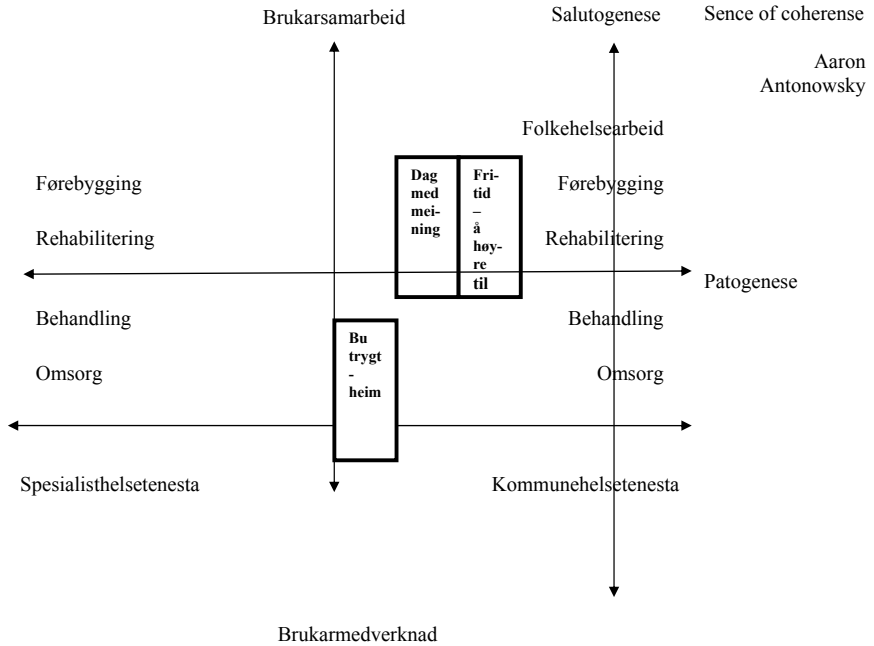 Brukarsamarbeid
Salutogenese
Sence of coherense
Aaron
Antonowsky
Folkehelsearbeid
Førebygging
Dag
med
mei-
ning
Fri-
tid
–
å
høy-
re
til
Førebygging
Rehabilitering
Rehabilitering
Patogenese
Behandling
Bu
trygt
-
heim
Behandling
Omsorg
Omsorg
Spesialisthelsetenesta
Kommunehelsetenesta
Brukarmedverknad